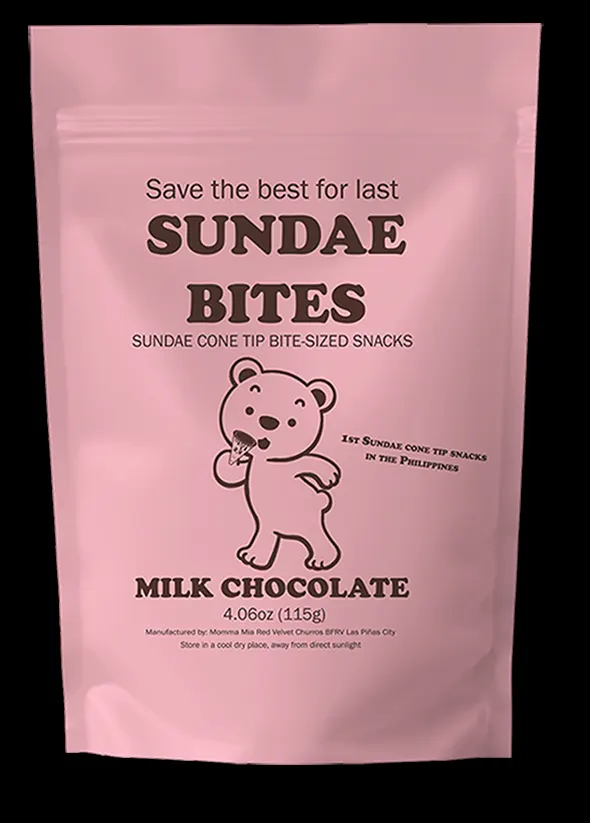 Save the best for last
SUNDAE
BITES
SUNDAE CONE TIP BITE-SIZED SNACKS
1st Sundae cone tip snacks
in the Philippines
MILK CHOCOLATE
4.06oz (115g)
Manufactured by: Momma Mia Red Velvet Churros BFRV Las Piñas City
Store in a cool dry place, away from direct sunlight